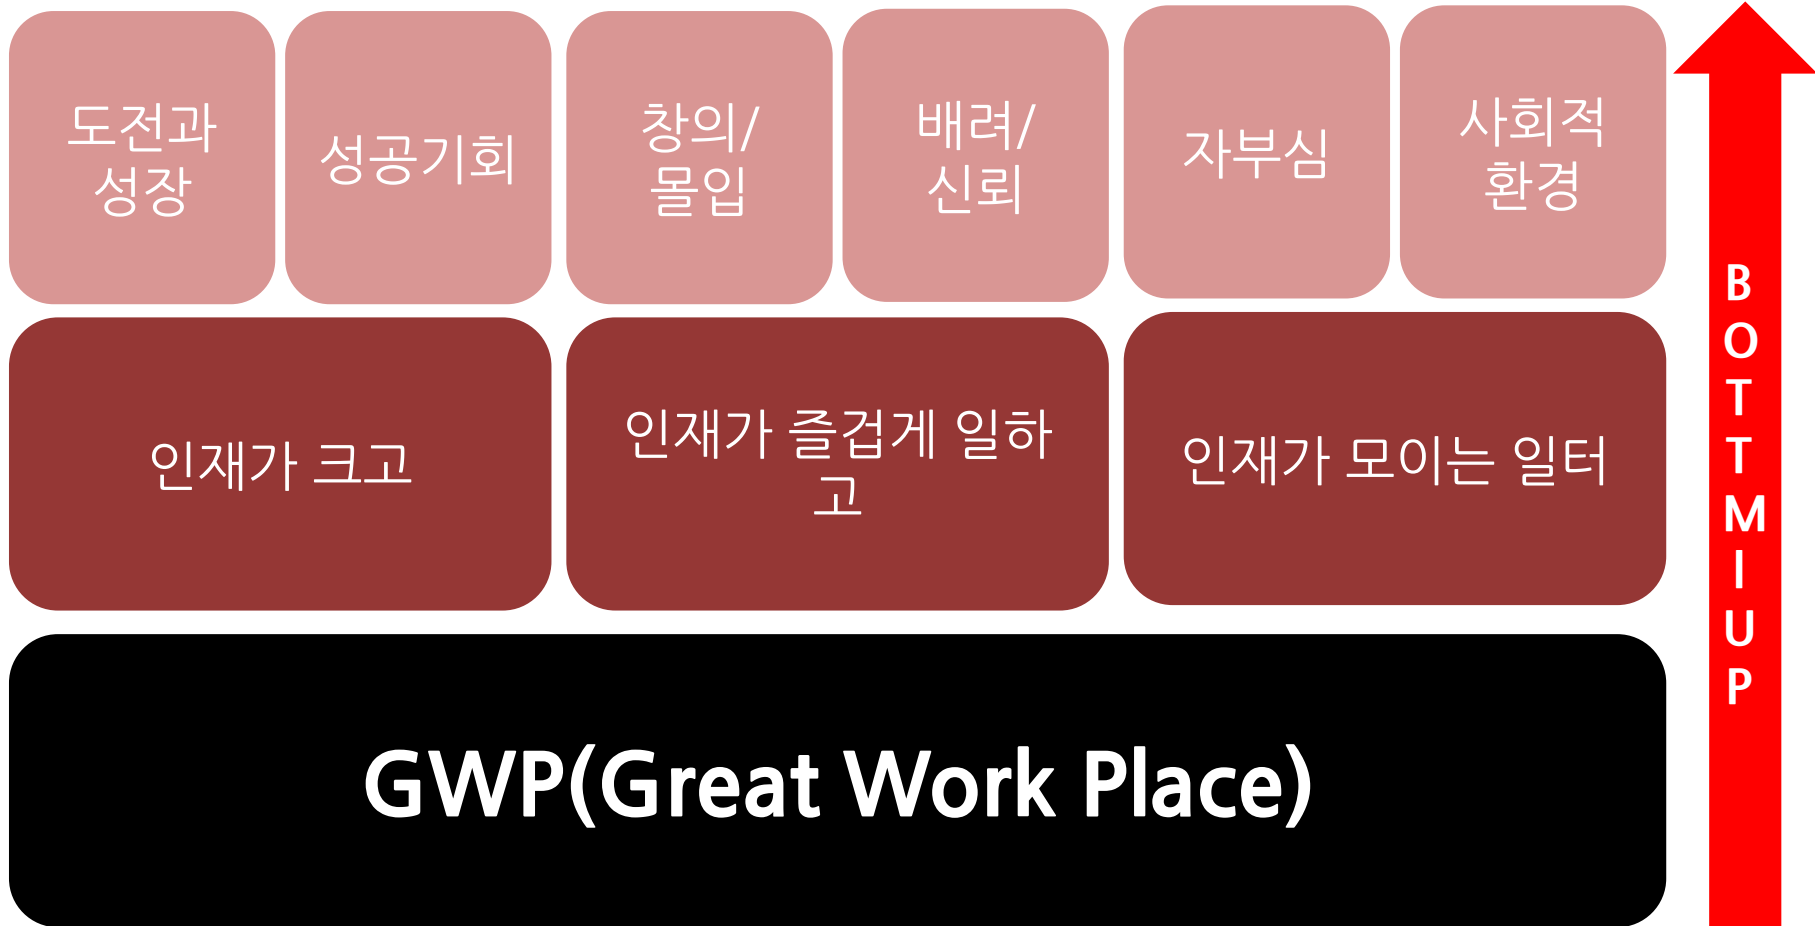 도전과
성장
성공기회
창의/
몰입
배려/
신뢰
자부심
사회적
환경
인재가 크고
인재가 즐겁게 일하
고
인재가 모이는 일터
GWP(Great Work Place)
B
O
T
T
M
I
U
P